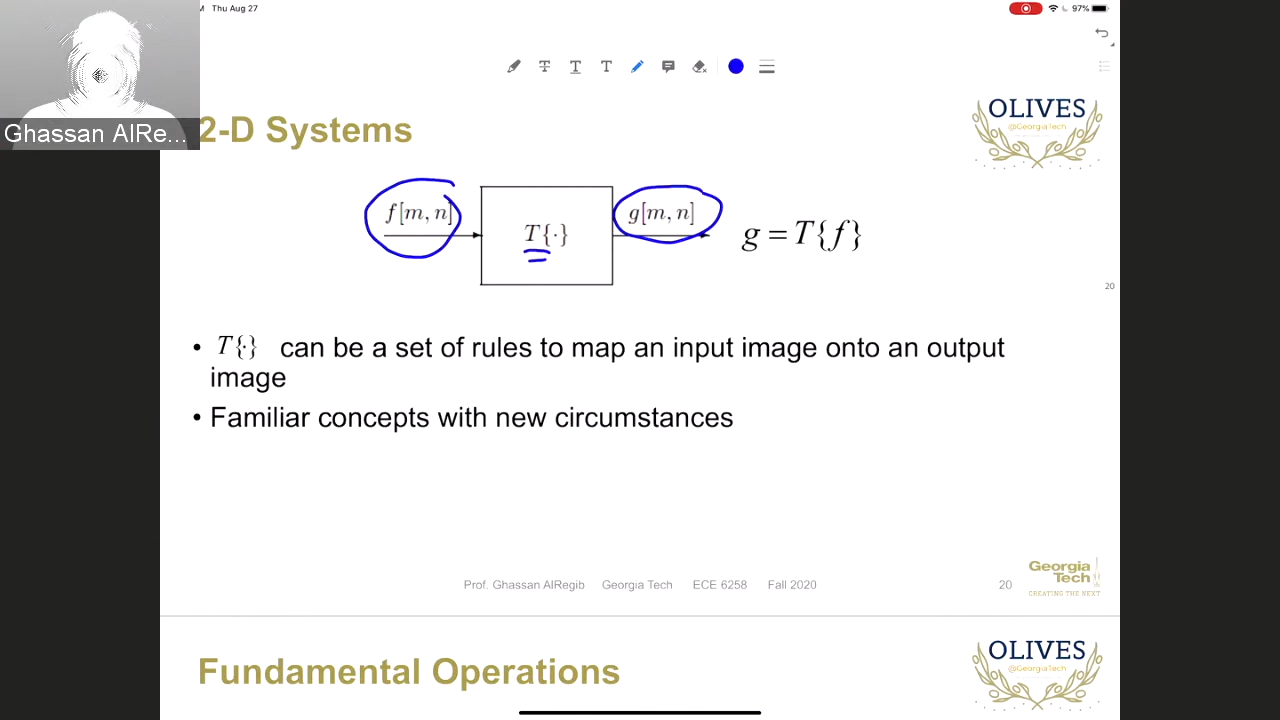 Thu Aug 27
97%
Ghassan AlRe...
T T T
2-D Systems
OLIVES
@GeorgiaTech
f[m, n]
T{·}
g[m, n]
g = T{f}
20
• T{·} can be a set of rules to map an input image onto an output
image
• Familiar concepts with new circumstances
Prof. Ghassan AlRegib Georgia Tech ECE 6258 Fall 2020
20
Georgia
Tech
CREATING THE NEXT
Fundamental Operations
OLIVES
@GeorgiaTech